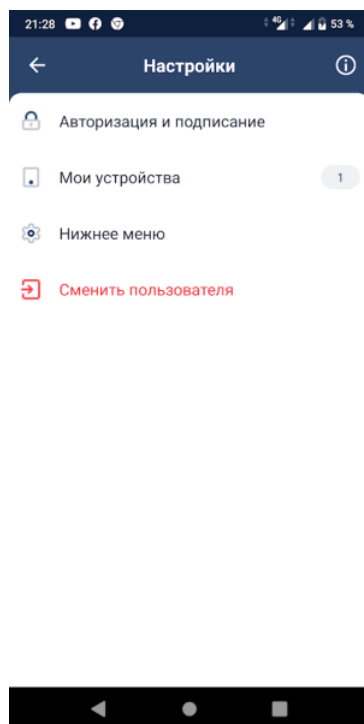 21:28 4G 53 %
Настройки
Авторизация и подписание
Мои устройства 1
Нижнее меню
Сменить пользователя